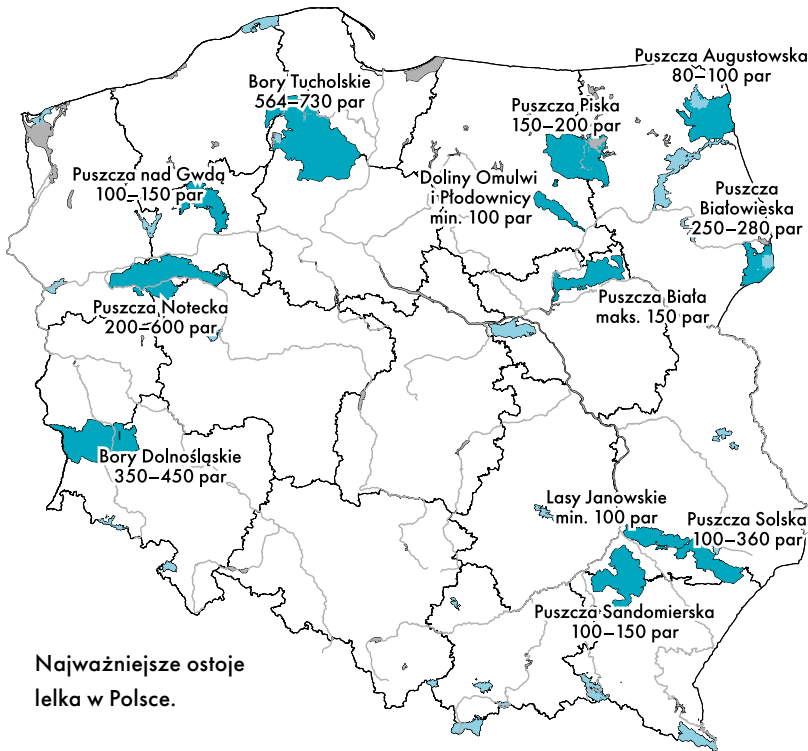 Puszcza Augustowska
80–100 par
Bory Tucholskie
564–730 par
Puszcza Piska
150–200 par
Puszcza nad Gwdą
100–150 par
Doliny Omulwi
i Płodownicy
min. 100 par
Puszcza
Białowieska
250–280 par
Puszcza Notecka
200–600 par
Puszcza Biała
maks. 150 par
Bory Dolnośląskie
350–450 par
Lasy Janowskie
min. 100 par
Puszcza Solska
100–360 par
Puszcza Sandomierska
100–150 par
Najważniejsze ostoje
lelka w Polsce.